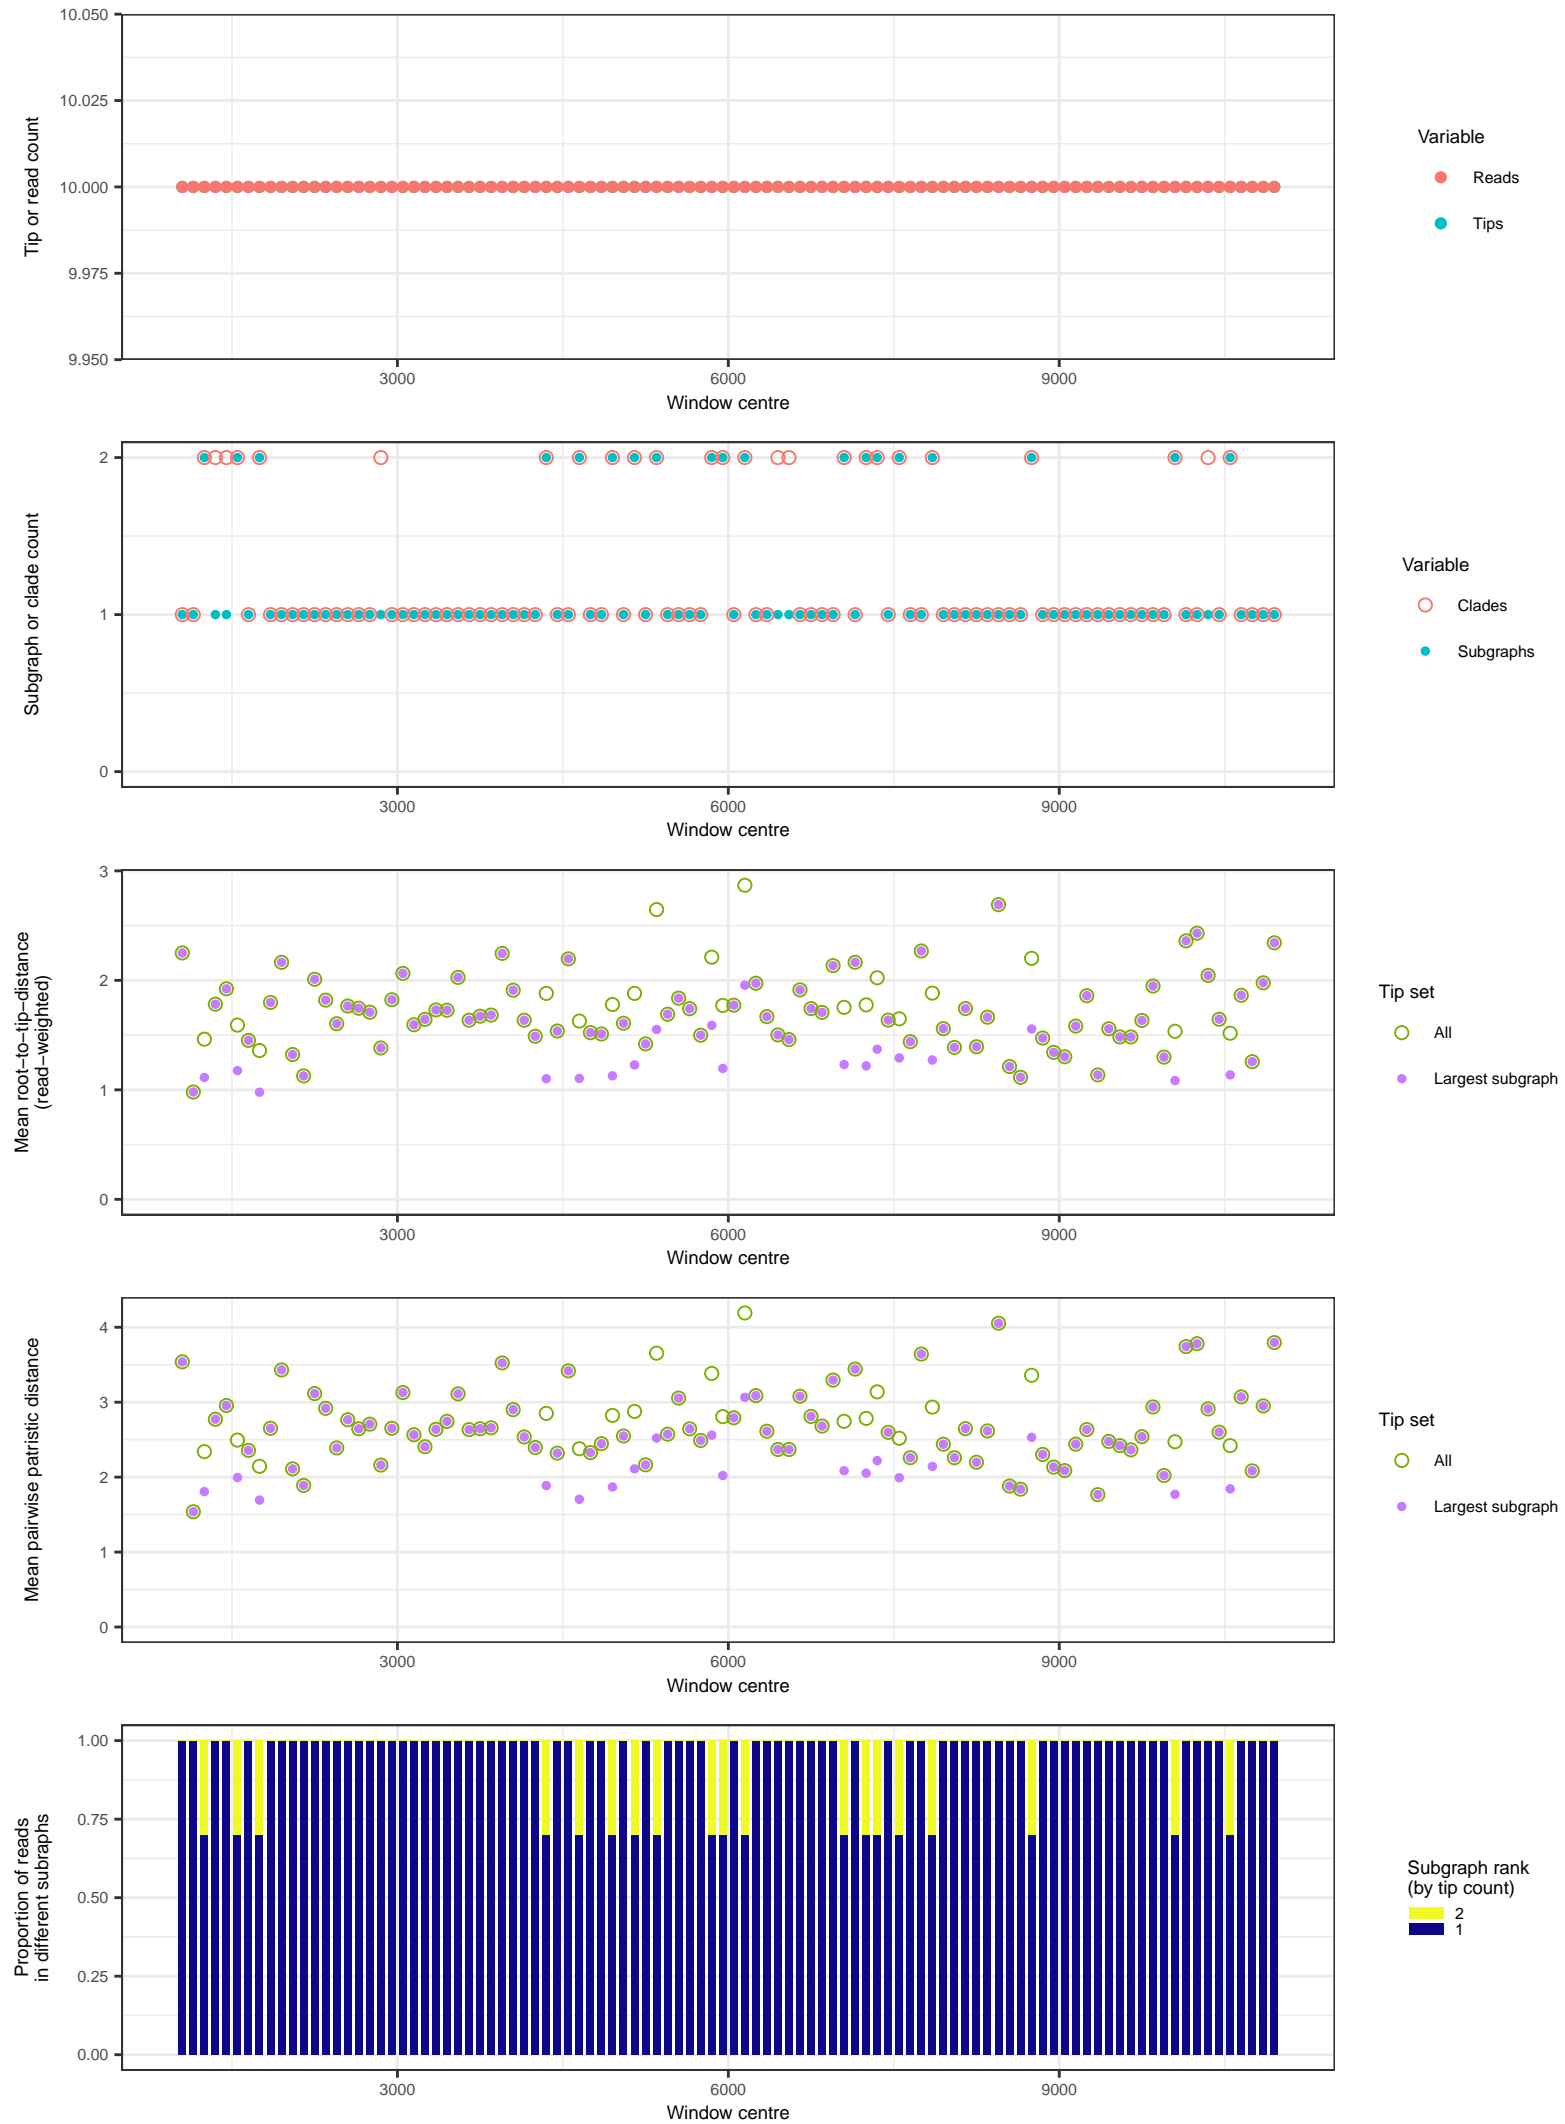 10.050
10.025
10.000
9.975
9.950
Tip or read count
3000
6000
9000
Window centre
Variable
Reads
Tips
2
1
0
Subgraph or clade count
3000
6000
9000
Window centre
Variable
Clades
Subgraphs
3
2
1
0
Mean root−to−tip−distance
(read−weighted)
3000
6000
9000
Window centre
Tip set
All
Largest subgraph
4
3
2
1
0
Mean pairwise patristic distance
3000
6000
9000
Window centre
Tip set
All
Largest subgraph
1.00
0.75
0.50
0.25
0.00
Proportion of reads
in different subraphs
3000
6000
9000
Window centre
Subgraph rank
(by tip count)
2
1